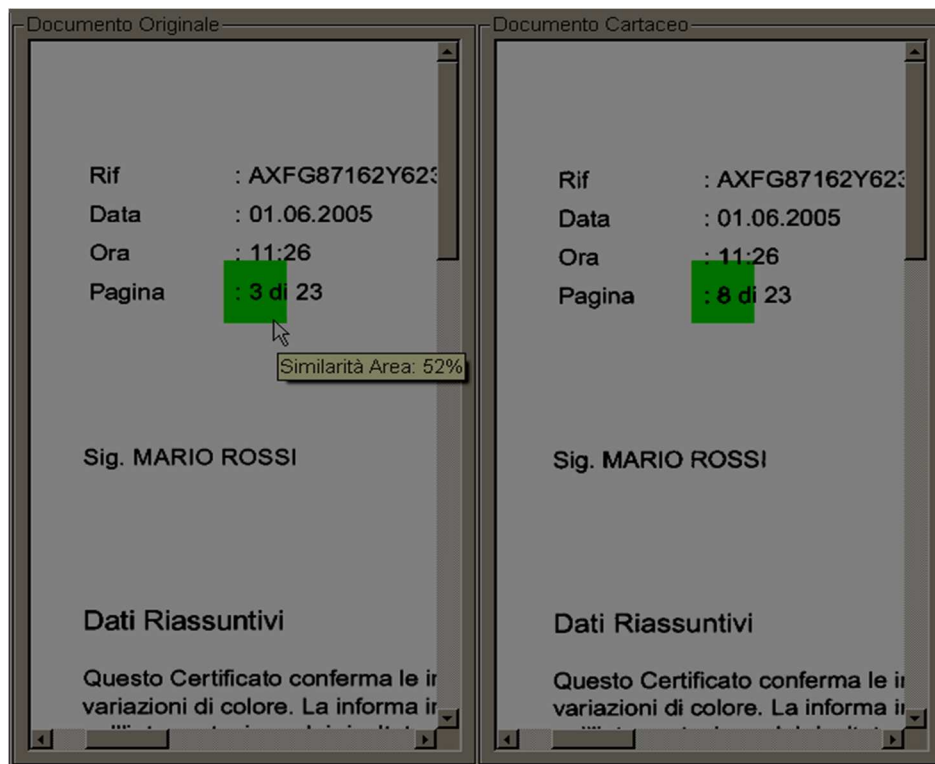 Documento Originale
Rif : AXFG87162Y623
Data : 01.06.2005
Ora : 11:26
Pagina : 3 di 23
Similarità Area: 52%
Sig. MARIO ROSSI
Dati Riassuntivi
Questo Certificato conferma le
variazioni di colore. La informa
Documento Cartaceo
Rif : AXFG87162Y623
Data : 01.06.2005
Ora : 11:26
Pagina : 8 di 23
Sig. MARIO ROSSI
Dati Riassuntivi
Questo Certificato conferma le
variazioni di colore. La informa